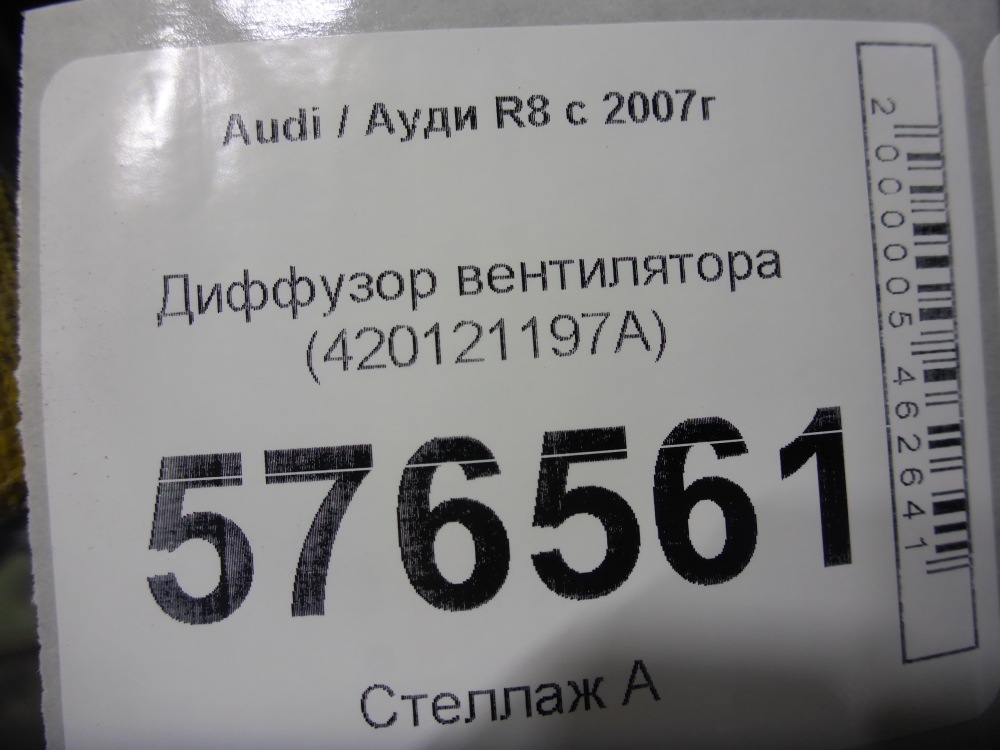 Audi / Ауди R8 с 2007г
Диффузор вентилятора
(420121197A)
576561
Стеллаж А
2000005462641